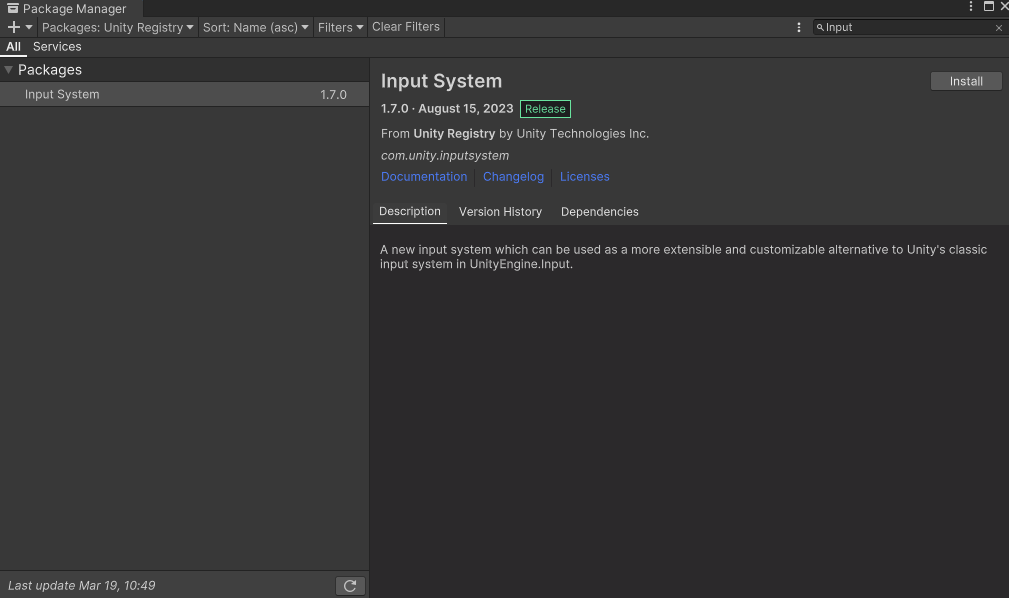 Package Manager
Packages: Unity Registry Sort: Name (asc) Filters Clear Filters Input
All Services
Packages
Input System 1.7.0
Input System
Install
1.7.0 · August 15, 2023 Release
From Unity Registry by Unity Technologies Inc.
com.unity.inputsystem
Documentation Changelog Licenses
Description Version History Dependencies
A new input system which can be used as a more extensible and customizable alternative to Unity's classic
input system in UnityEngine.Input.
Last update Mar 19, 10:49